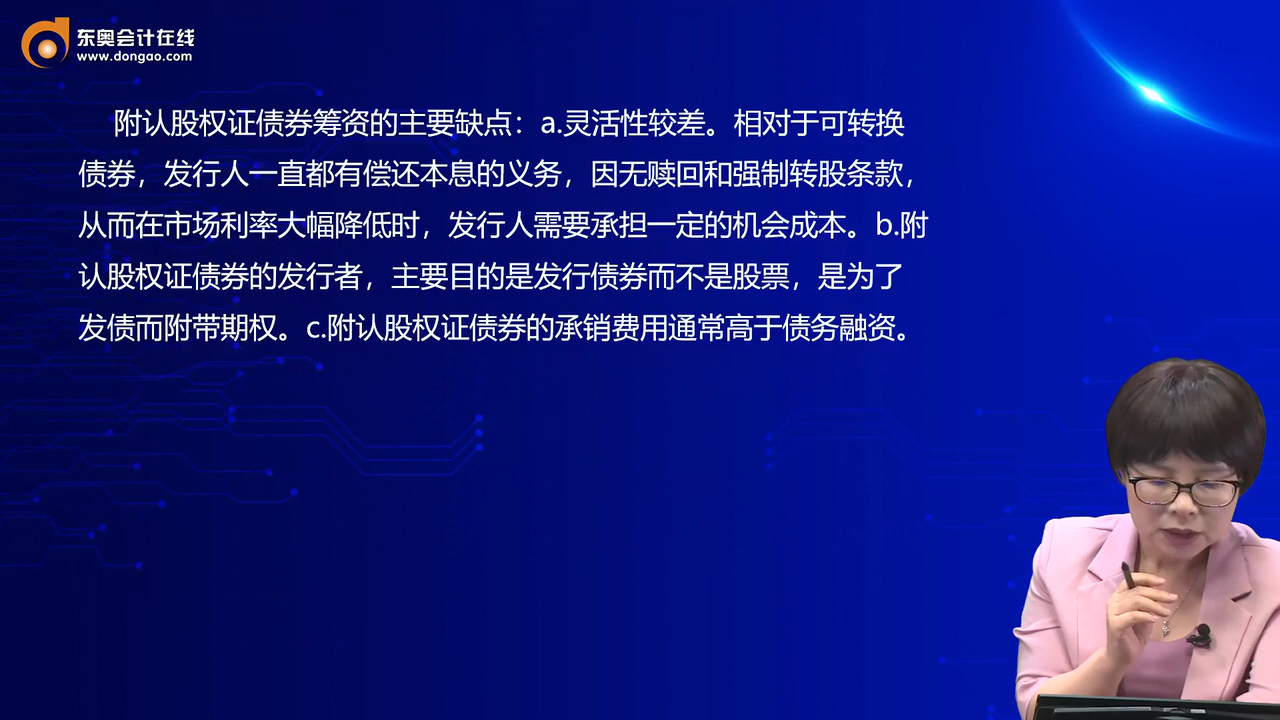 东奥会计在线
www.dongao.com
附认股权证债券筹资的主要缺点：a.灵活性较差。相对于可转换
债券，发行人一直都有偿还本息的义务，因无赎回和强制转股条款，
从而在市场利率大幅降低时，发行人需要承担一定的机会成本。b.附
认股权证债券的发行者，主要目的是发行债券而不是股票，是为了
发债而附带期权。c.附认股权证债券的承销费用通常高于债务融资。